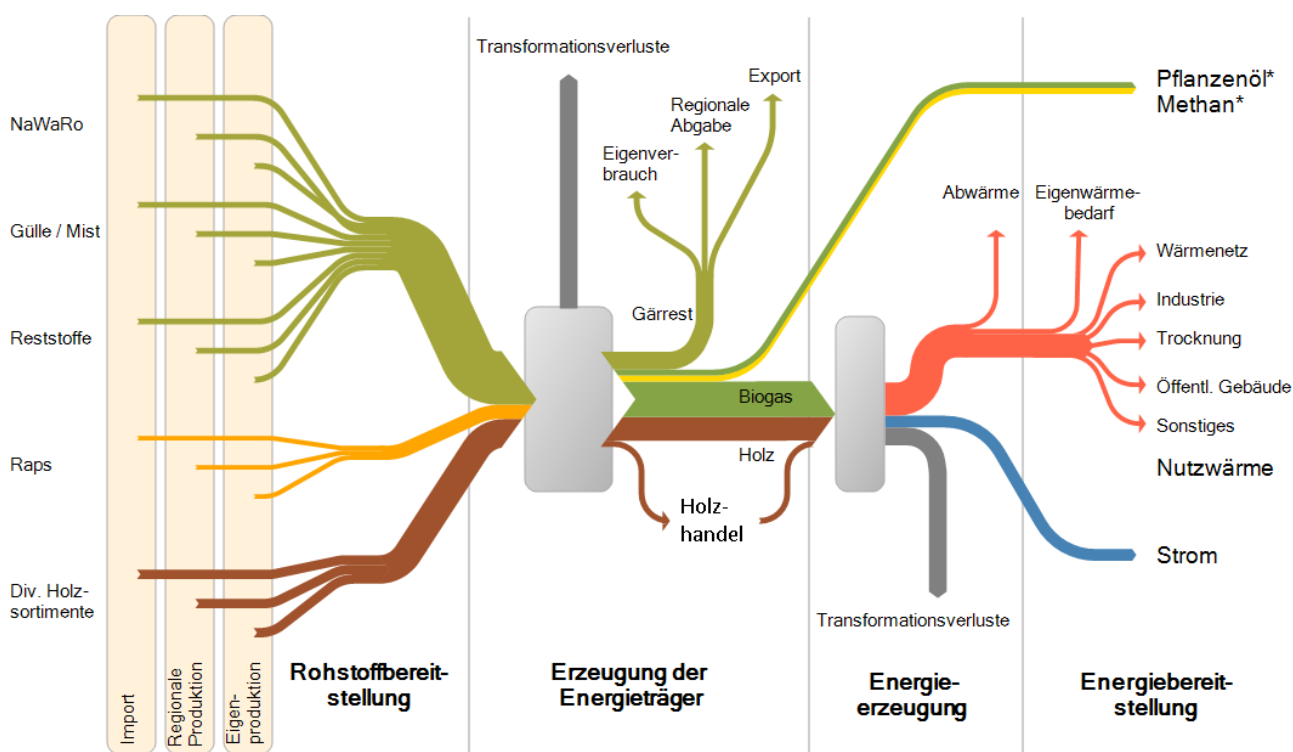 Transformationsverluste
Export
Regionale
Abgabe
Eigenver-
brauch
Pflanzenöl*
Methan*
NaWaRo
Gülle / Mist
Reststoffe
Raps
Div. Holz-
sortimente
Gärrest
Biogas
Holz
Holz-
handel
Abwärme
Eigenwärme-
bedarf
Wärmenetz
Industrie
Trocknung
Öffentl. Gebäude
Sonstiges
Nutzwärme
Strom
Transformationsverluste
Import
Regionale
Produktion
Eigen-
produktion
Rohstoffbereit-
stellung
Erzeugung der
Energieträger
Energie-
erzeugung
Energiebereit-
stellung